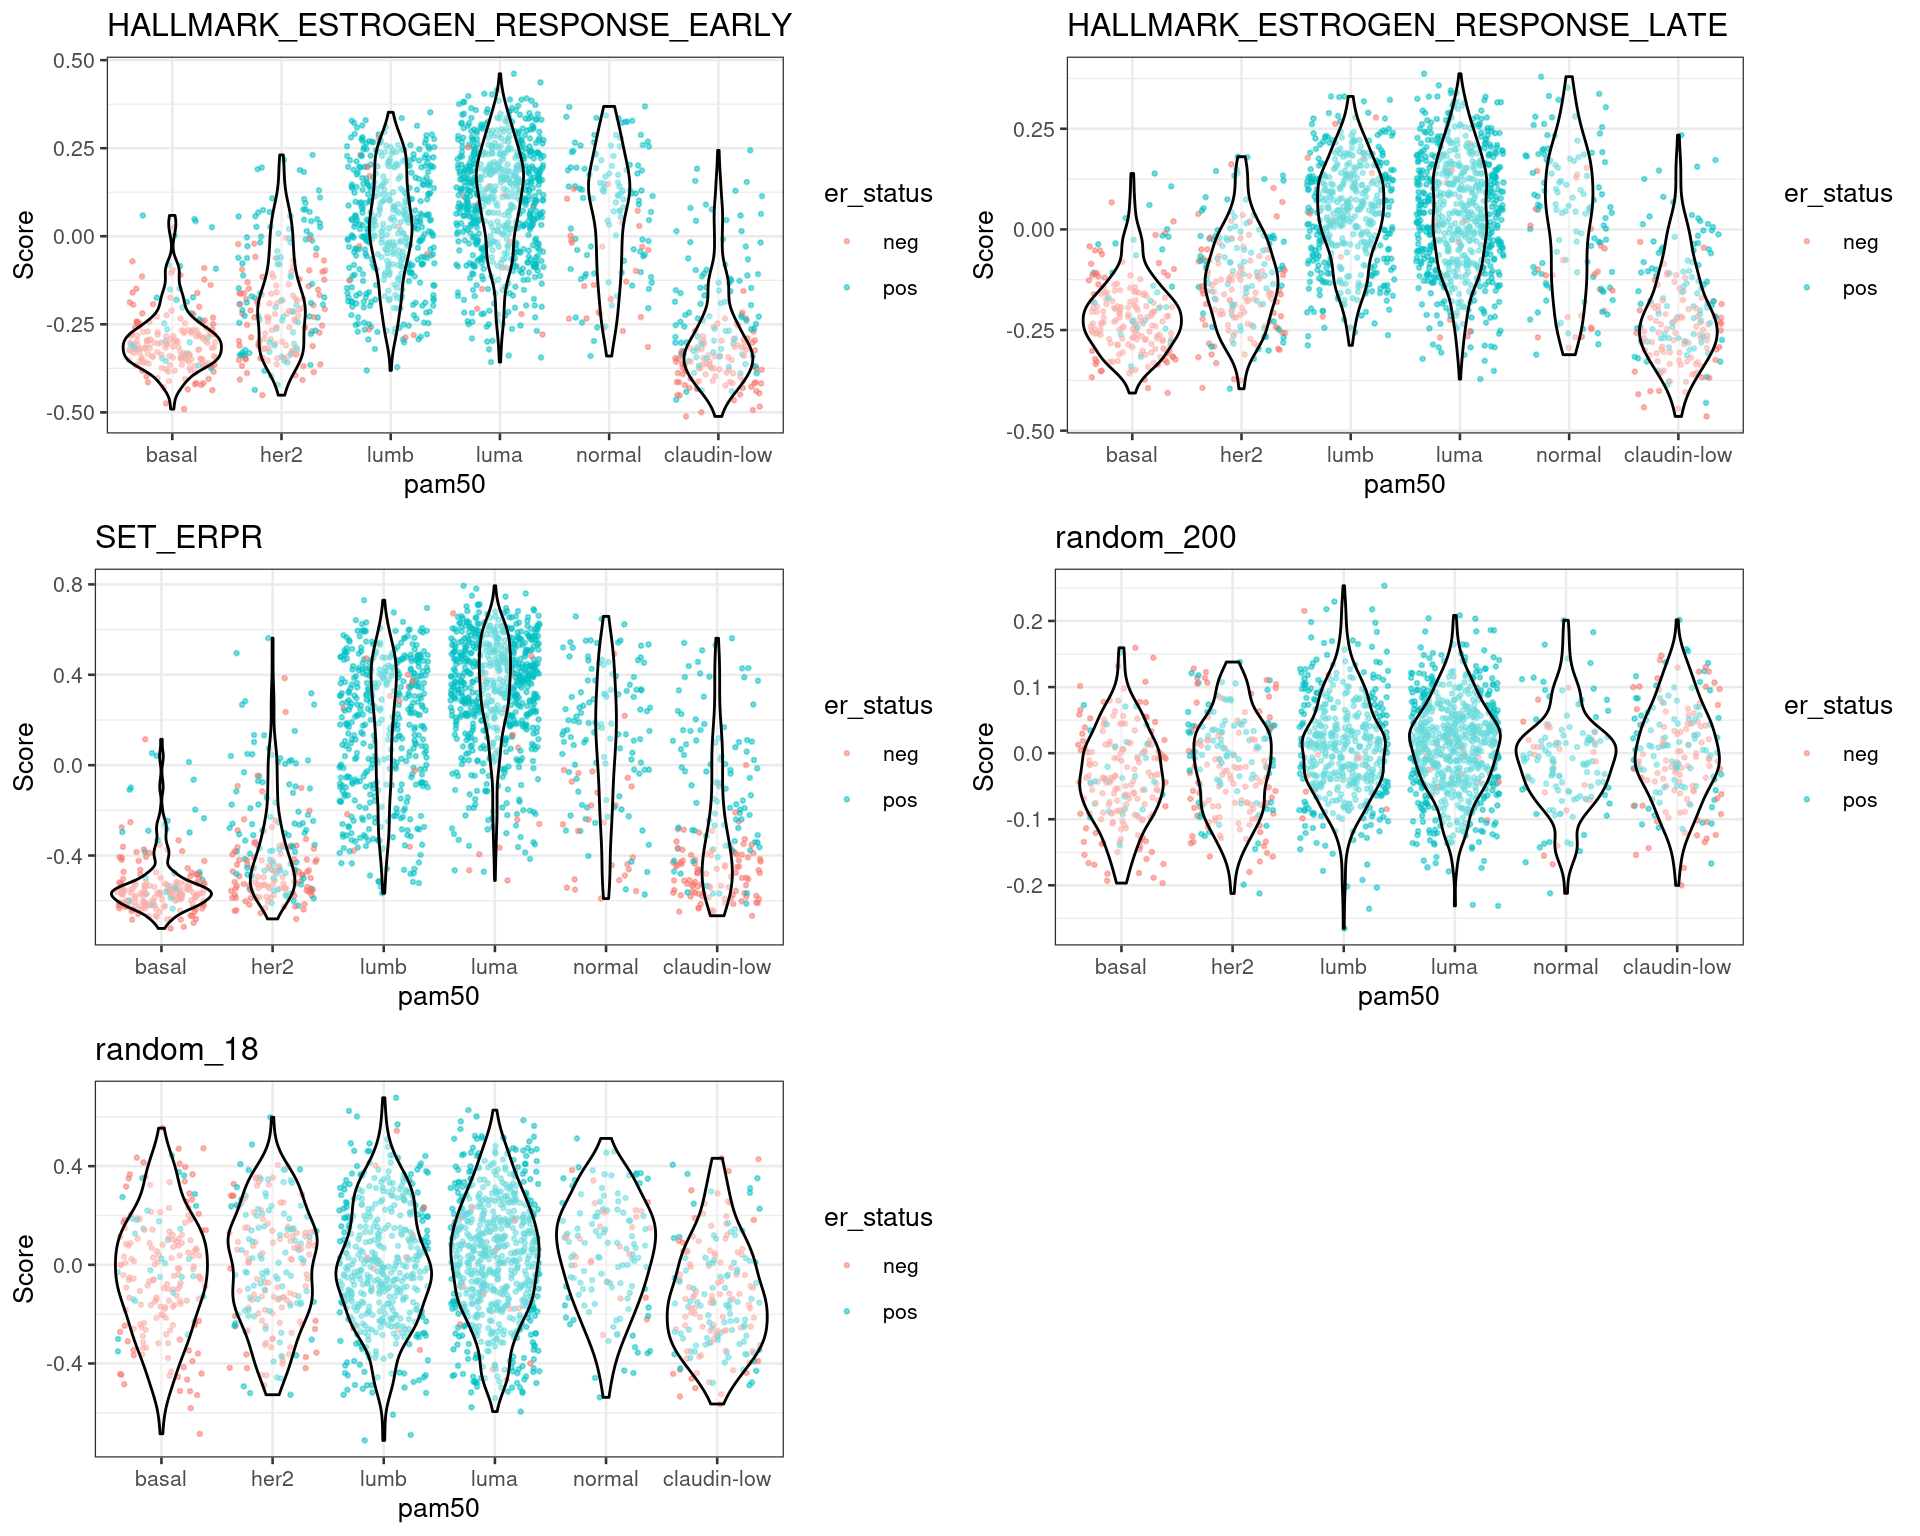 HALLMARK_ESTROGEN_RESPONSE_EARLY
Score
0.50
0.25
0.00
-0.25
-0.50
basal her2 lumb luma normal claudin-low
pam50
er_status
neg
pos
HALLMARK_ESTROGEN_RESPONSE_LATE
Score
0.25
0.00
-0.25
-0.50
basal her2 lumb luma normal claudin-low
pam50
er_status
neg
pos
SET_ERPR
Score
0.8
0.4
0.0
-0.4
basal her2 lumb luma normal claudin-low
pam50
er_status
neg
pos
random_200
Score
0.2
0.1
0.0
-0.1
-0.2
basal her2 lumb luma normal claudin-low
pam50
er_status
neg
pos
random_18
Score
0.4
0.0
-0.4
basal her2 lumb luma normal claudin-low
pam50
er_status
neg
pos